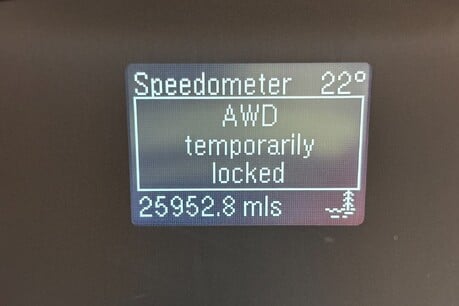 Speedometer 22°
AWD
temporarily
locked
25952.8 mls